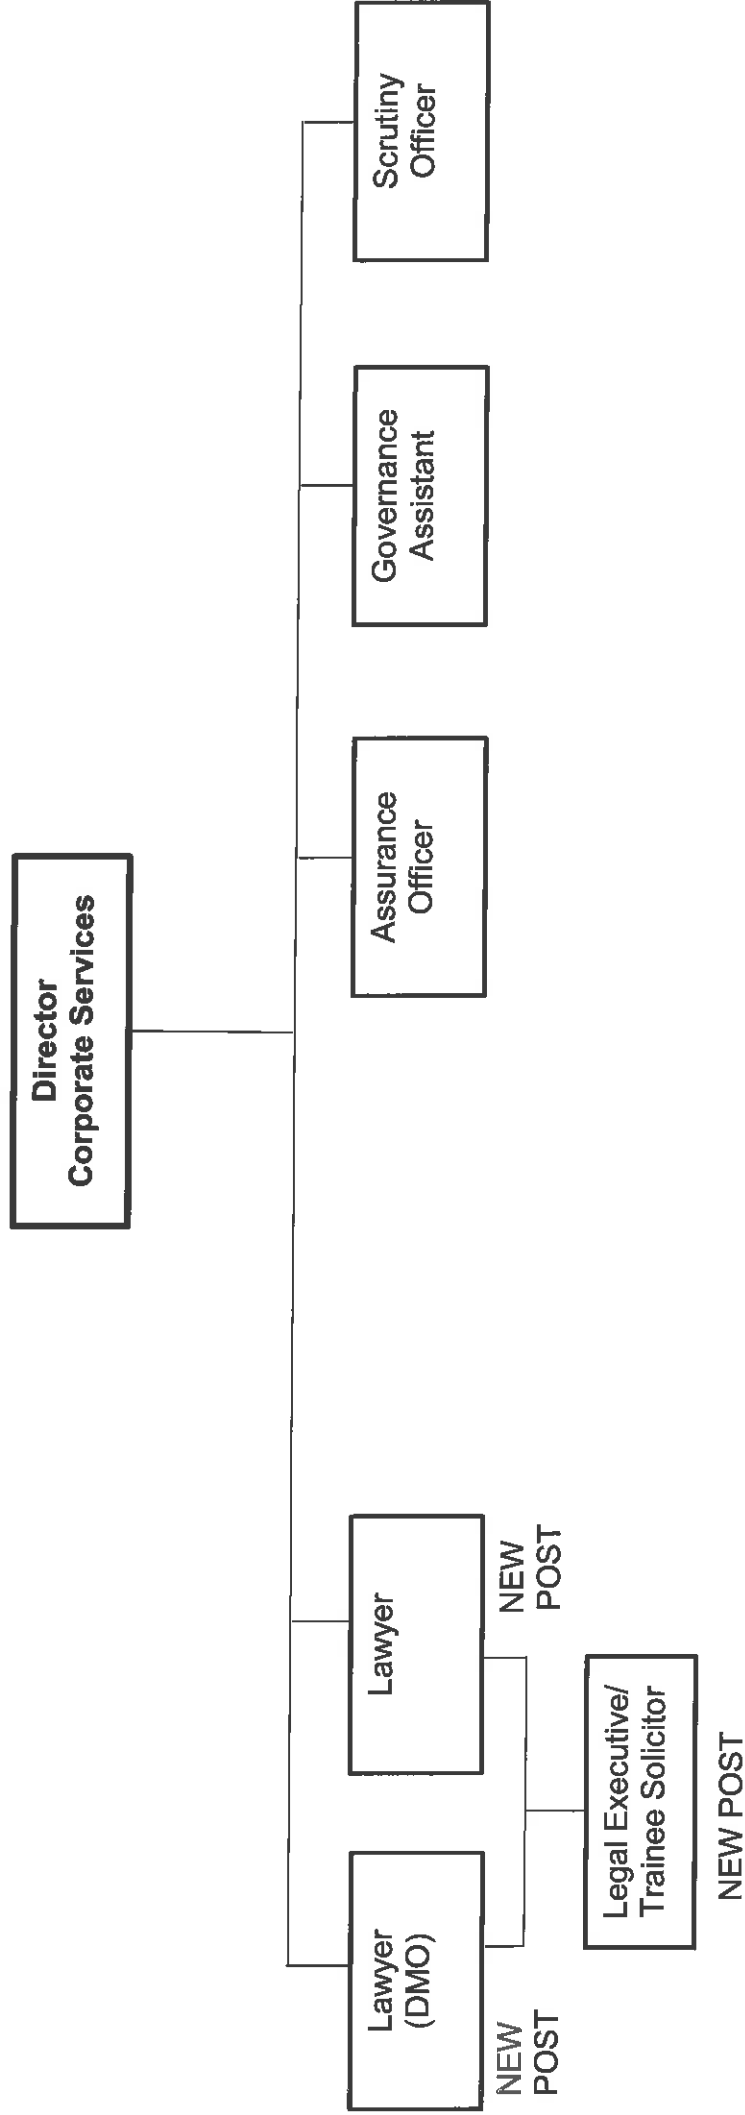 Director
Corporate Services
Lawyer
(DMO)
NEW
POST
Lawyer
NEW
POST
Assurance
Officer
Governance
Assistant
Scrutiny
Officer
Legal Executive/
Trainee Solicitor
NEW POST